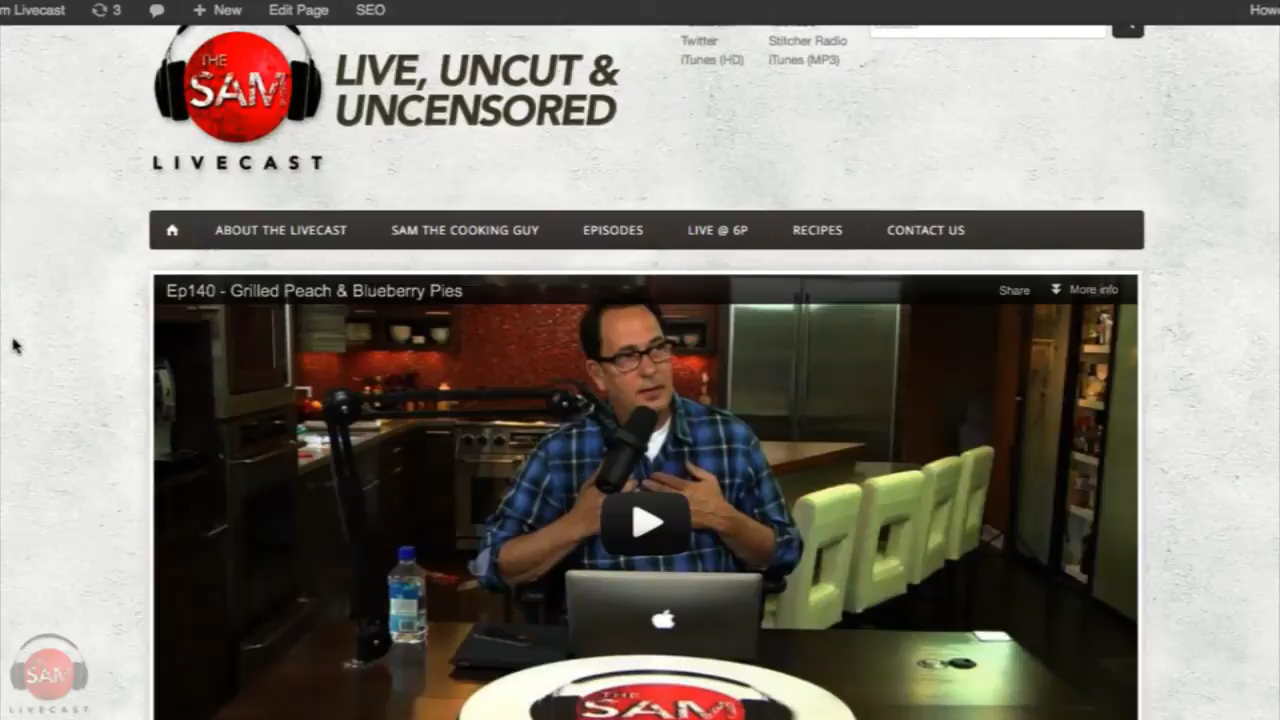 m Livecast 3 New Edit Page SEO Howe
Twitter Stitcher Radio
iTunes (HD) iTunes (MP3)
THE
SAM
LIVECAST
LIVE, UNCUT &
UNCENSORED
ABOUT THE LIVECAST SAM THE COOKING GUY EPISODES LIVE @ 6P RECIPES CONTACT US
Ep140 - Grilled Peach & Blueberry Pies Share More info
THE
SAM
SAM
LIVECAST